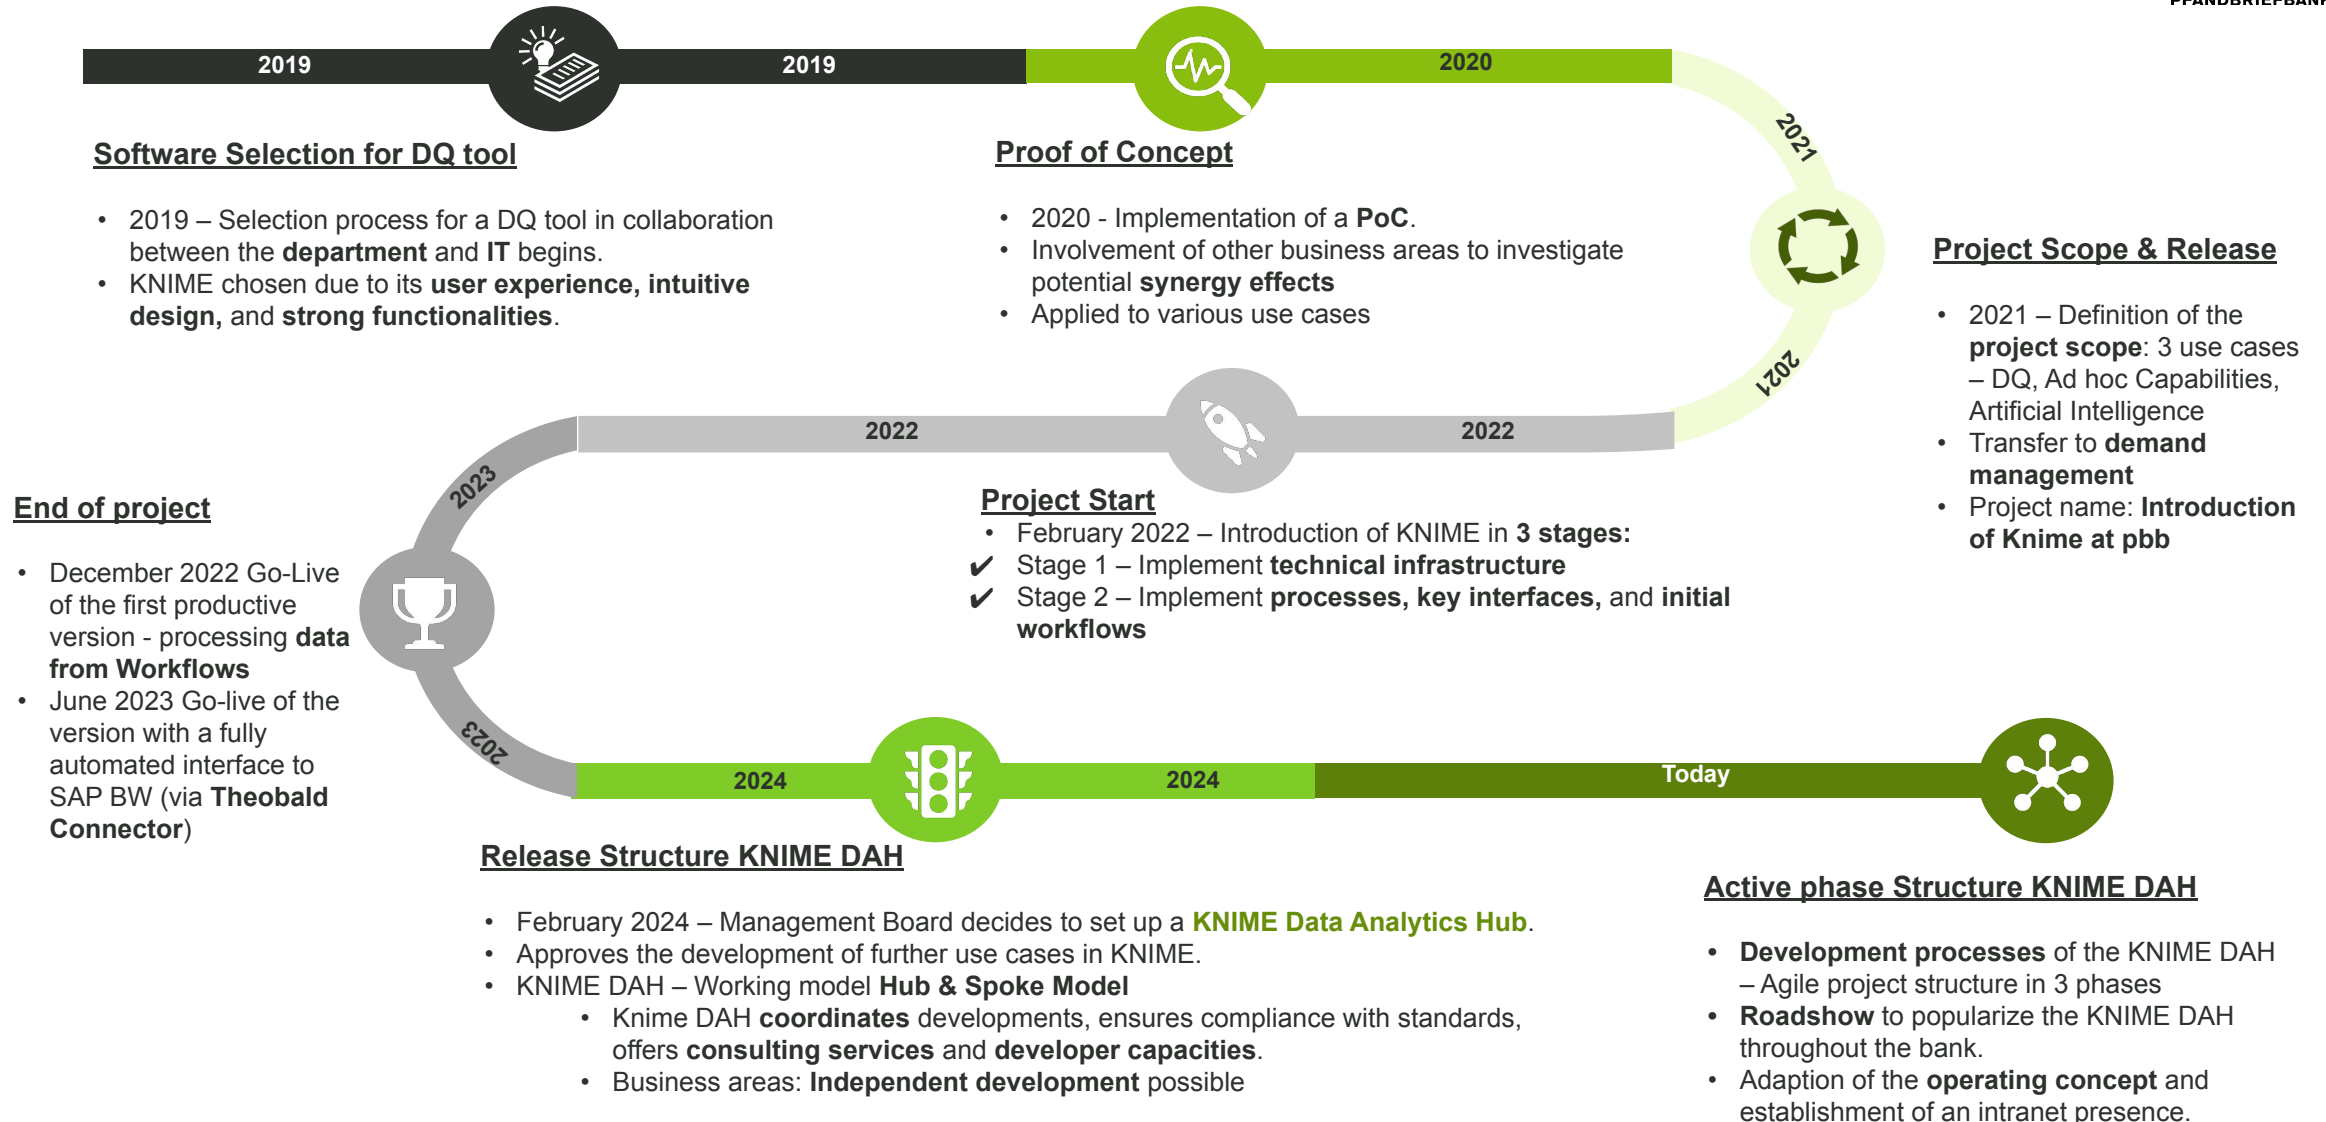 PFANDBRIEFBANK
2019
2019
2020
2021
Software Selection for DQ tool
• 2019 – Selection process for a DQ tool in collaboration
between the department and IT begins.
• KNIME chosen due to its user experience, intuitive
design, and strong functionalities.
Proof of Concept
• 2020 - Implementation of a PoC.
• Involvement of other business areas to investigate
potential synergy effects
• Applied to various use cases
Project Scope & Release
• 2021 – Definition of the
project scope: 3 use cases
– DQ, Ad hoc Capabilities,
Artificial Intelligence
• Transfer to demand
management
• Project name: Introduction
of Knime at pbb
2021
2022
2022
2023
Project Start
• February 2022 – Introduction of KNIME in 3 stages:
✔ Stage 1 – Implement technical infrastructure
✔ Stage 2 – Implement processes, key interfaces, and initial
workflows
End of project
• December 2022 Go-Live
of the first productive
version - processing data
from Workflows
• June 2023 Go-live of the
version with a fully
automated interface to
SAP BW (via Theobald
Connector)
2023
2024
2024
Today
Release Structure KNIME DAH
• February 2024 – Management Board decides to set up a KNIME Data Analytics Hub.
• Approves the development of further use cases in KNIME.
• KNIME DAH – Working model Hub & Spoke Model
• Knime DAH coordinates developments, ensures compliance with standards,
offers consulting services and developer capacities.
• Business areas: Independent development possible
Active phase Structure KNIME DAH
• Development processes of the KNIME DAH
– Agile project structure in 3 phases
• Roadshow to popularize the KNIME DAH
throughout the bank.
• Adaption of the operating concept and
establishment of an intranet presence.